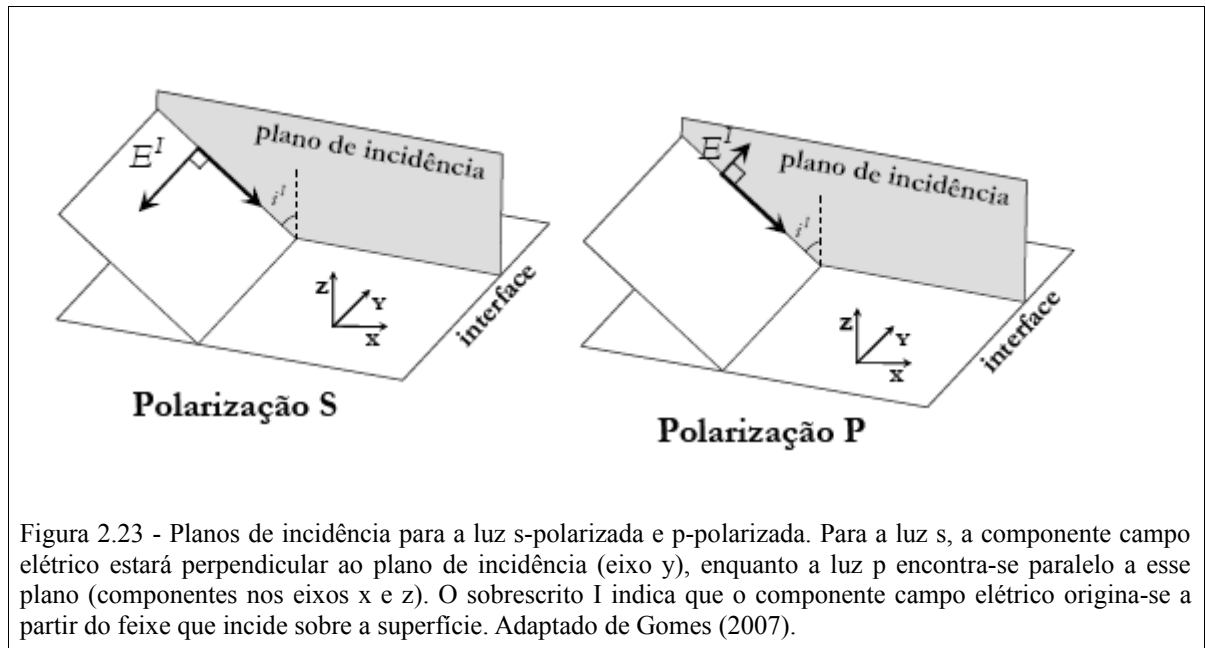 plano de incidência
E^I
i^I
Z
Y
X
interface
Polarização S
plano de incidência
E^I
i^I
Z
Y
X
interface
Polarização P
Figura 2.23 - Planos de incidência para a luz s-polarizada e p-polarizada. Para a luz s, a componente campo
elétrico estará perpendicular ao plano de incidência (eixo y), enquanto a luz p encontra-se paralelo a esse
plano (componentes nos eixos x e z). O sobrescrito I indica que o componente campo elétrico origina-se a
partir do feixe que incide sobre a superfície. Adaptado de Gomes (2007).